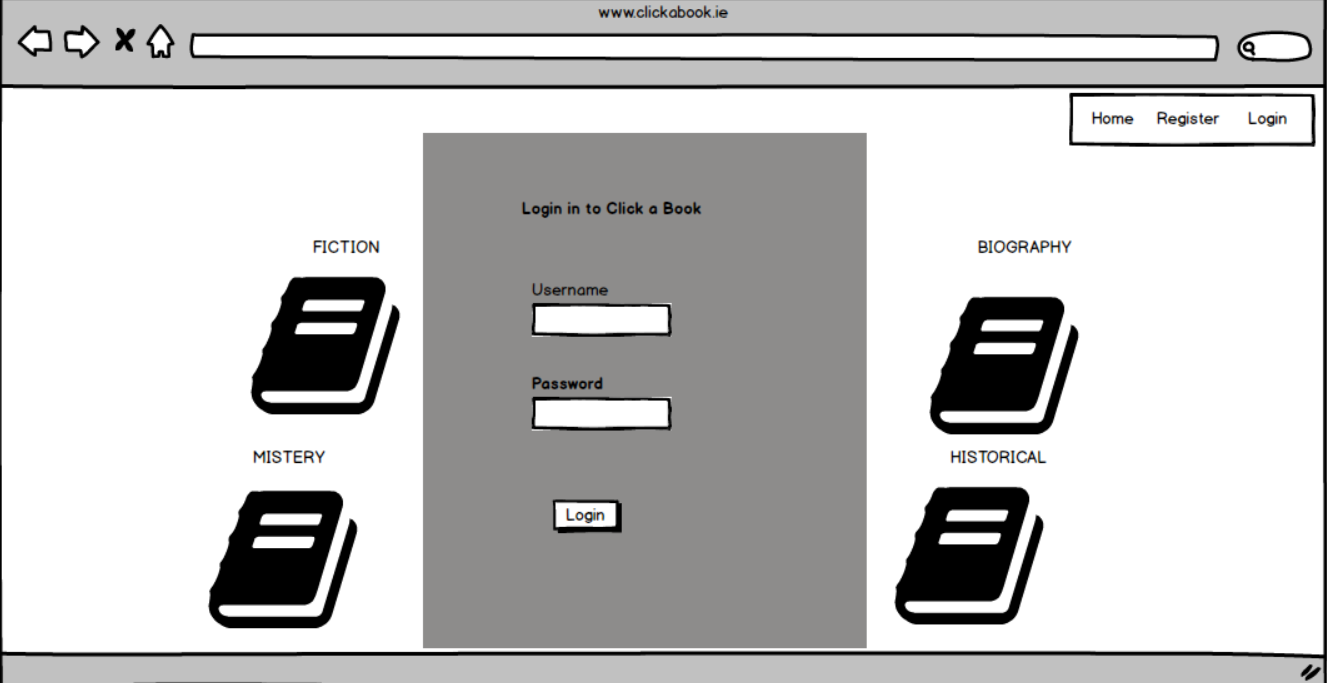 www.clickabook.ie
Home Register Login
Login in to Click a Book
FICTION
BIOGRAPHY
Username
Password
MISTERY
HISTORICAL
Login